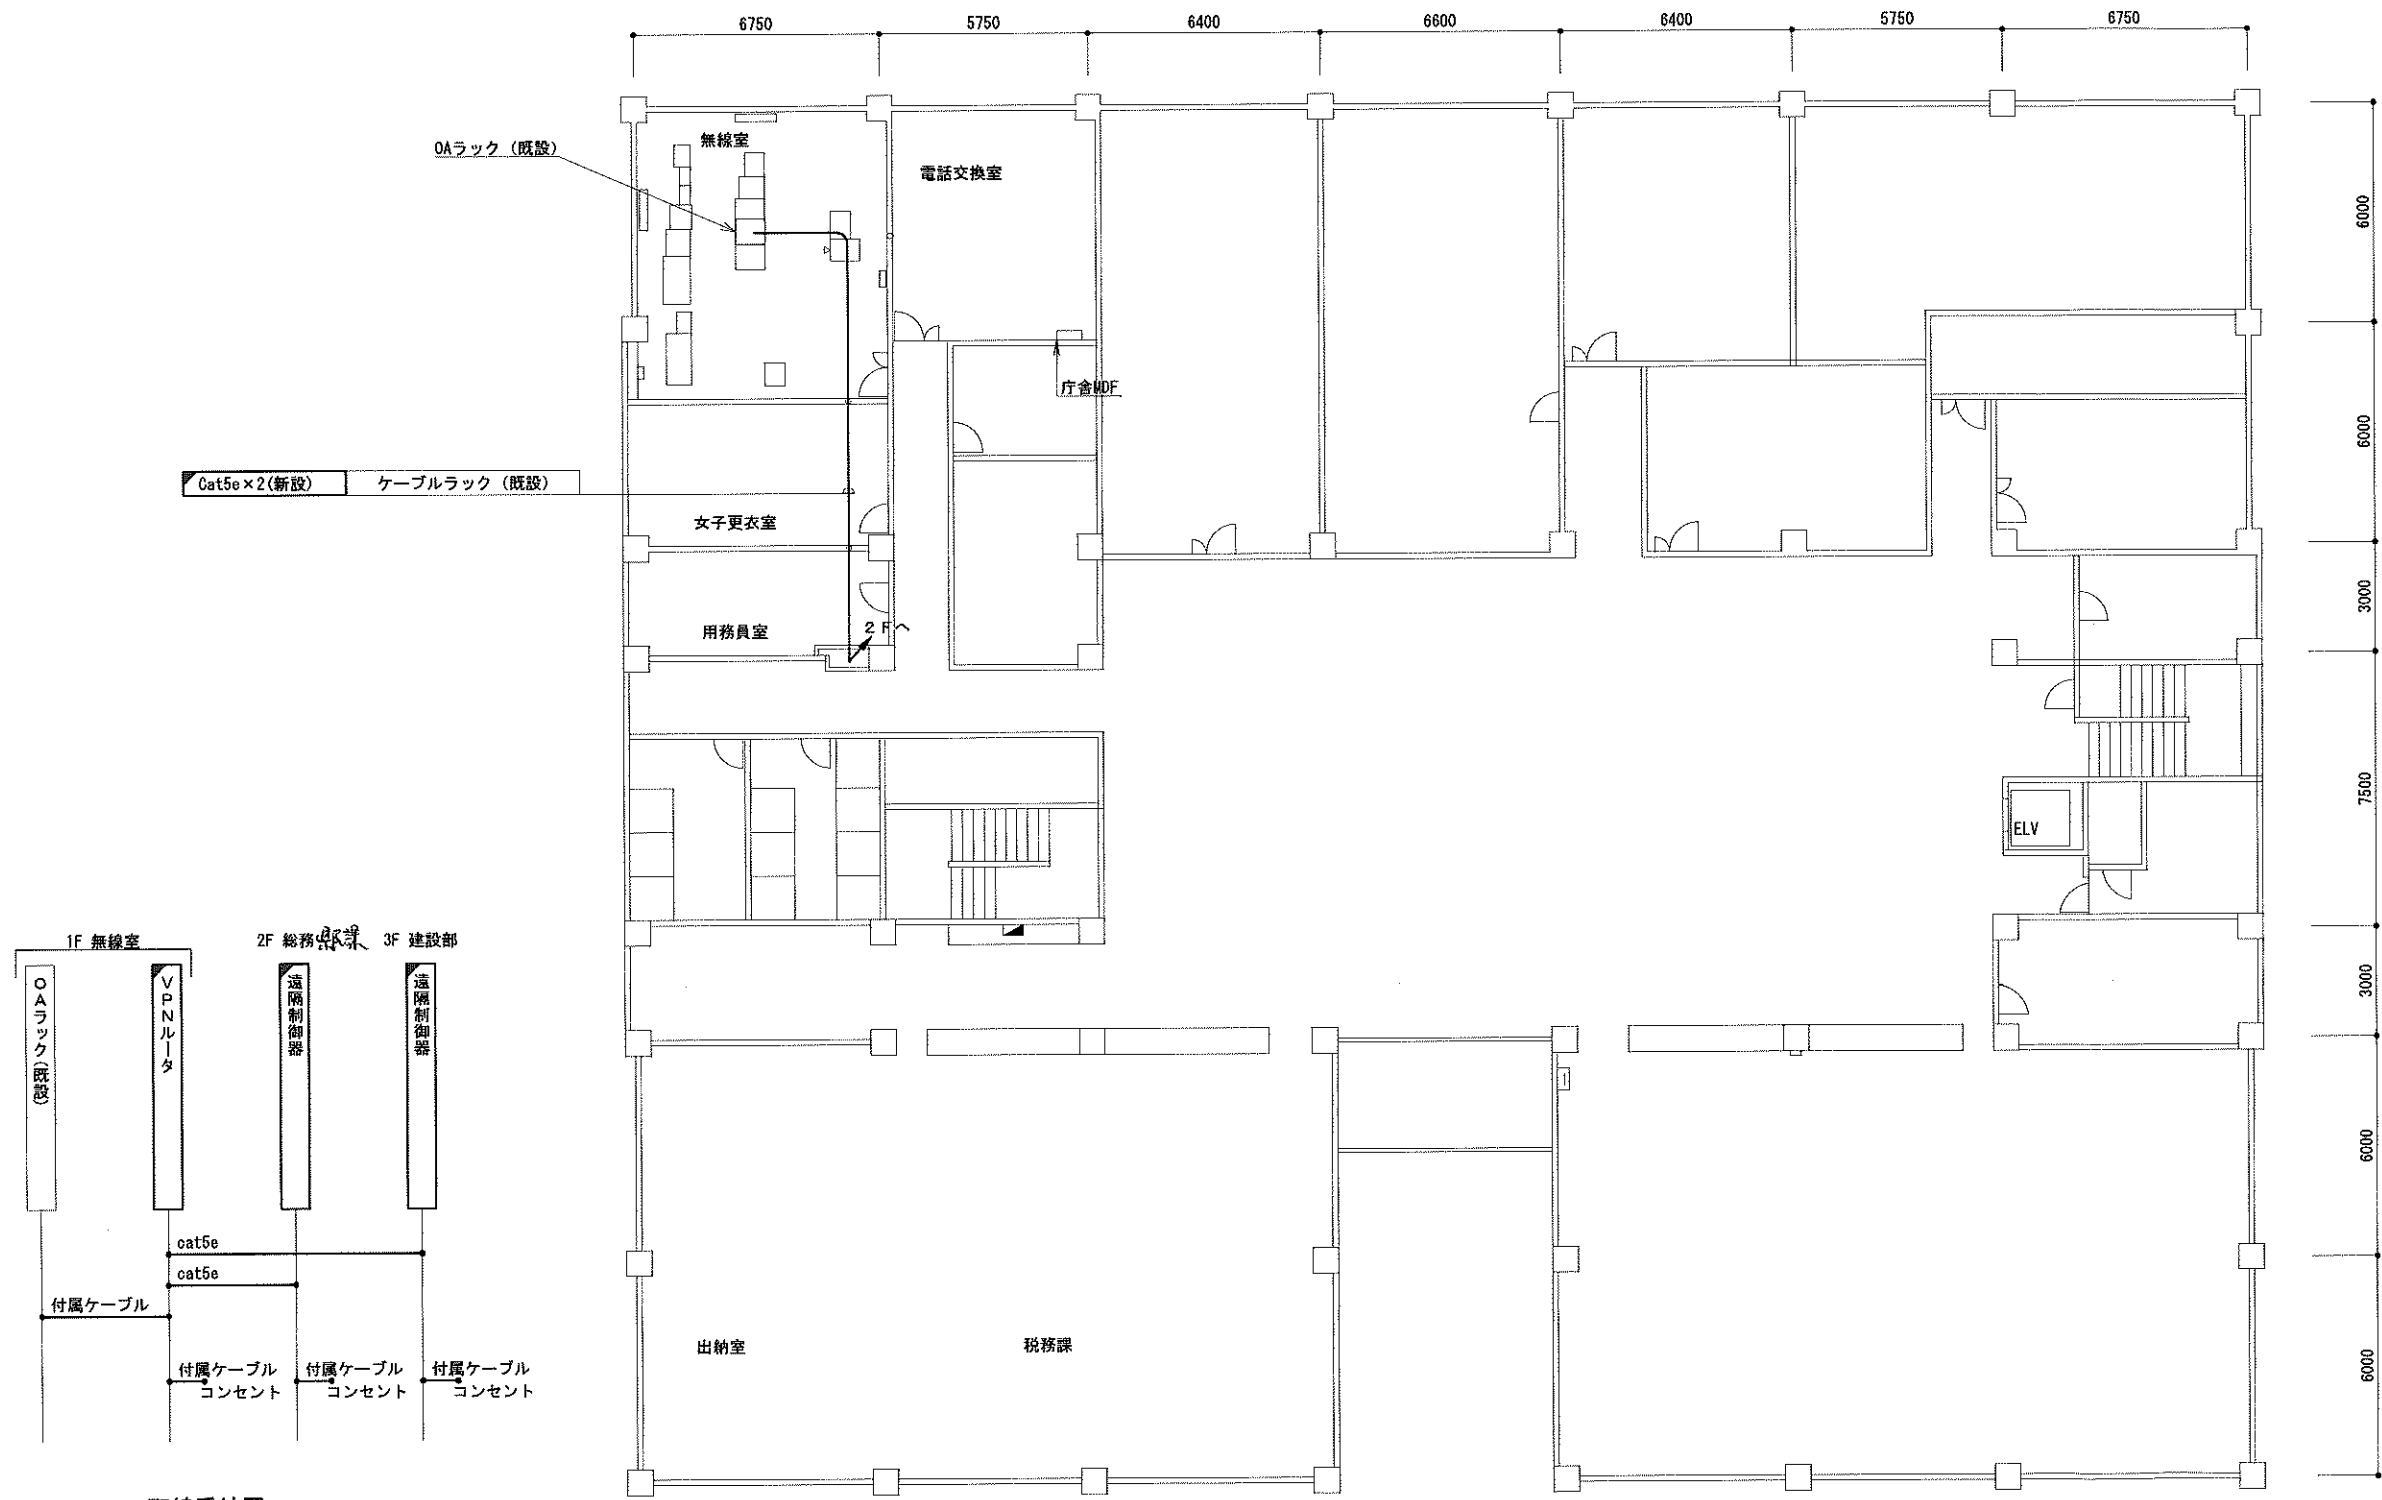 6750 5750 6400 6600 6400 5750 6750
OAラック (既設)
無線室
電話交換室
6000
庁舎MDF
6000
Cat5e×2(新設) ケーブルラック (既設)
女子更衣室
3000
用務員室
2Fへ
7500
ELV
1F 無線室 2F 総務部 3F 建設部
OAラック(既設)
VPNルータ
遠隔制御器
遠隔制御器
3000
6000
cat5e
cat5e
付属ケーブル
出納室
税務課
6000
付属ケーブル 付属ケーブル 付属ケーブル
コンセント コンセント コンセント